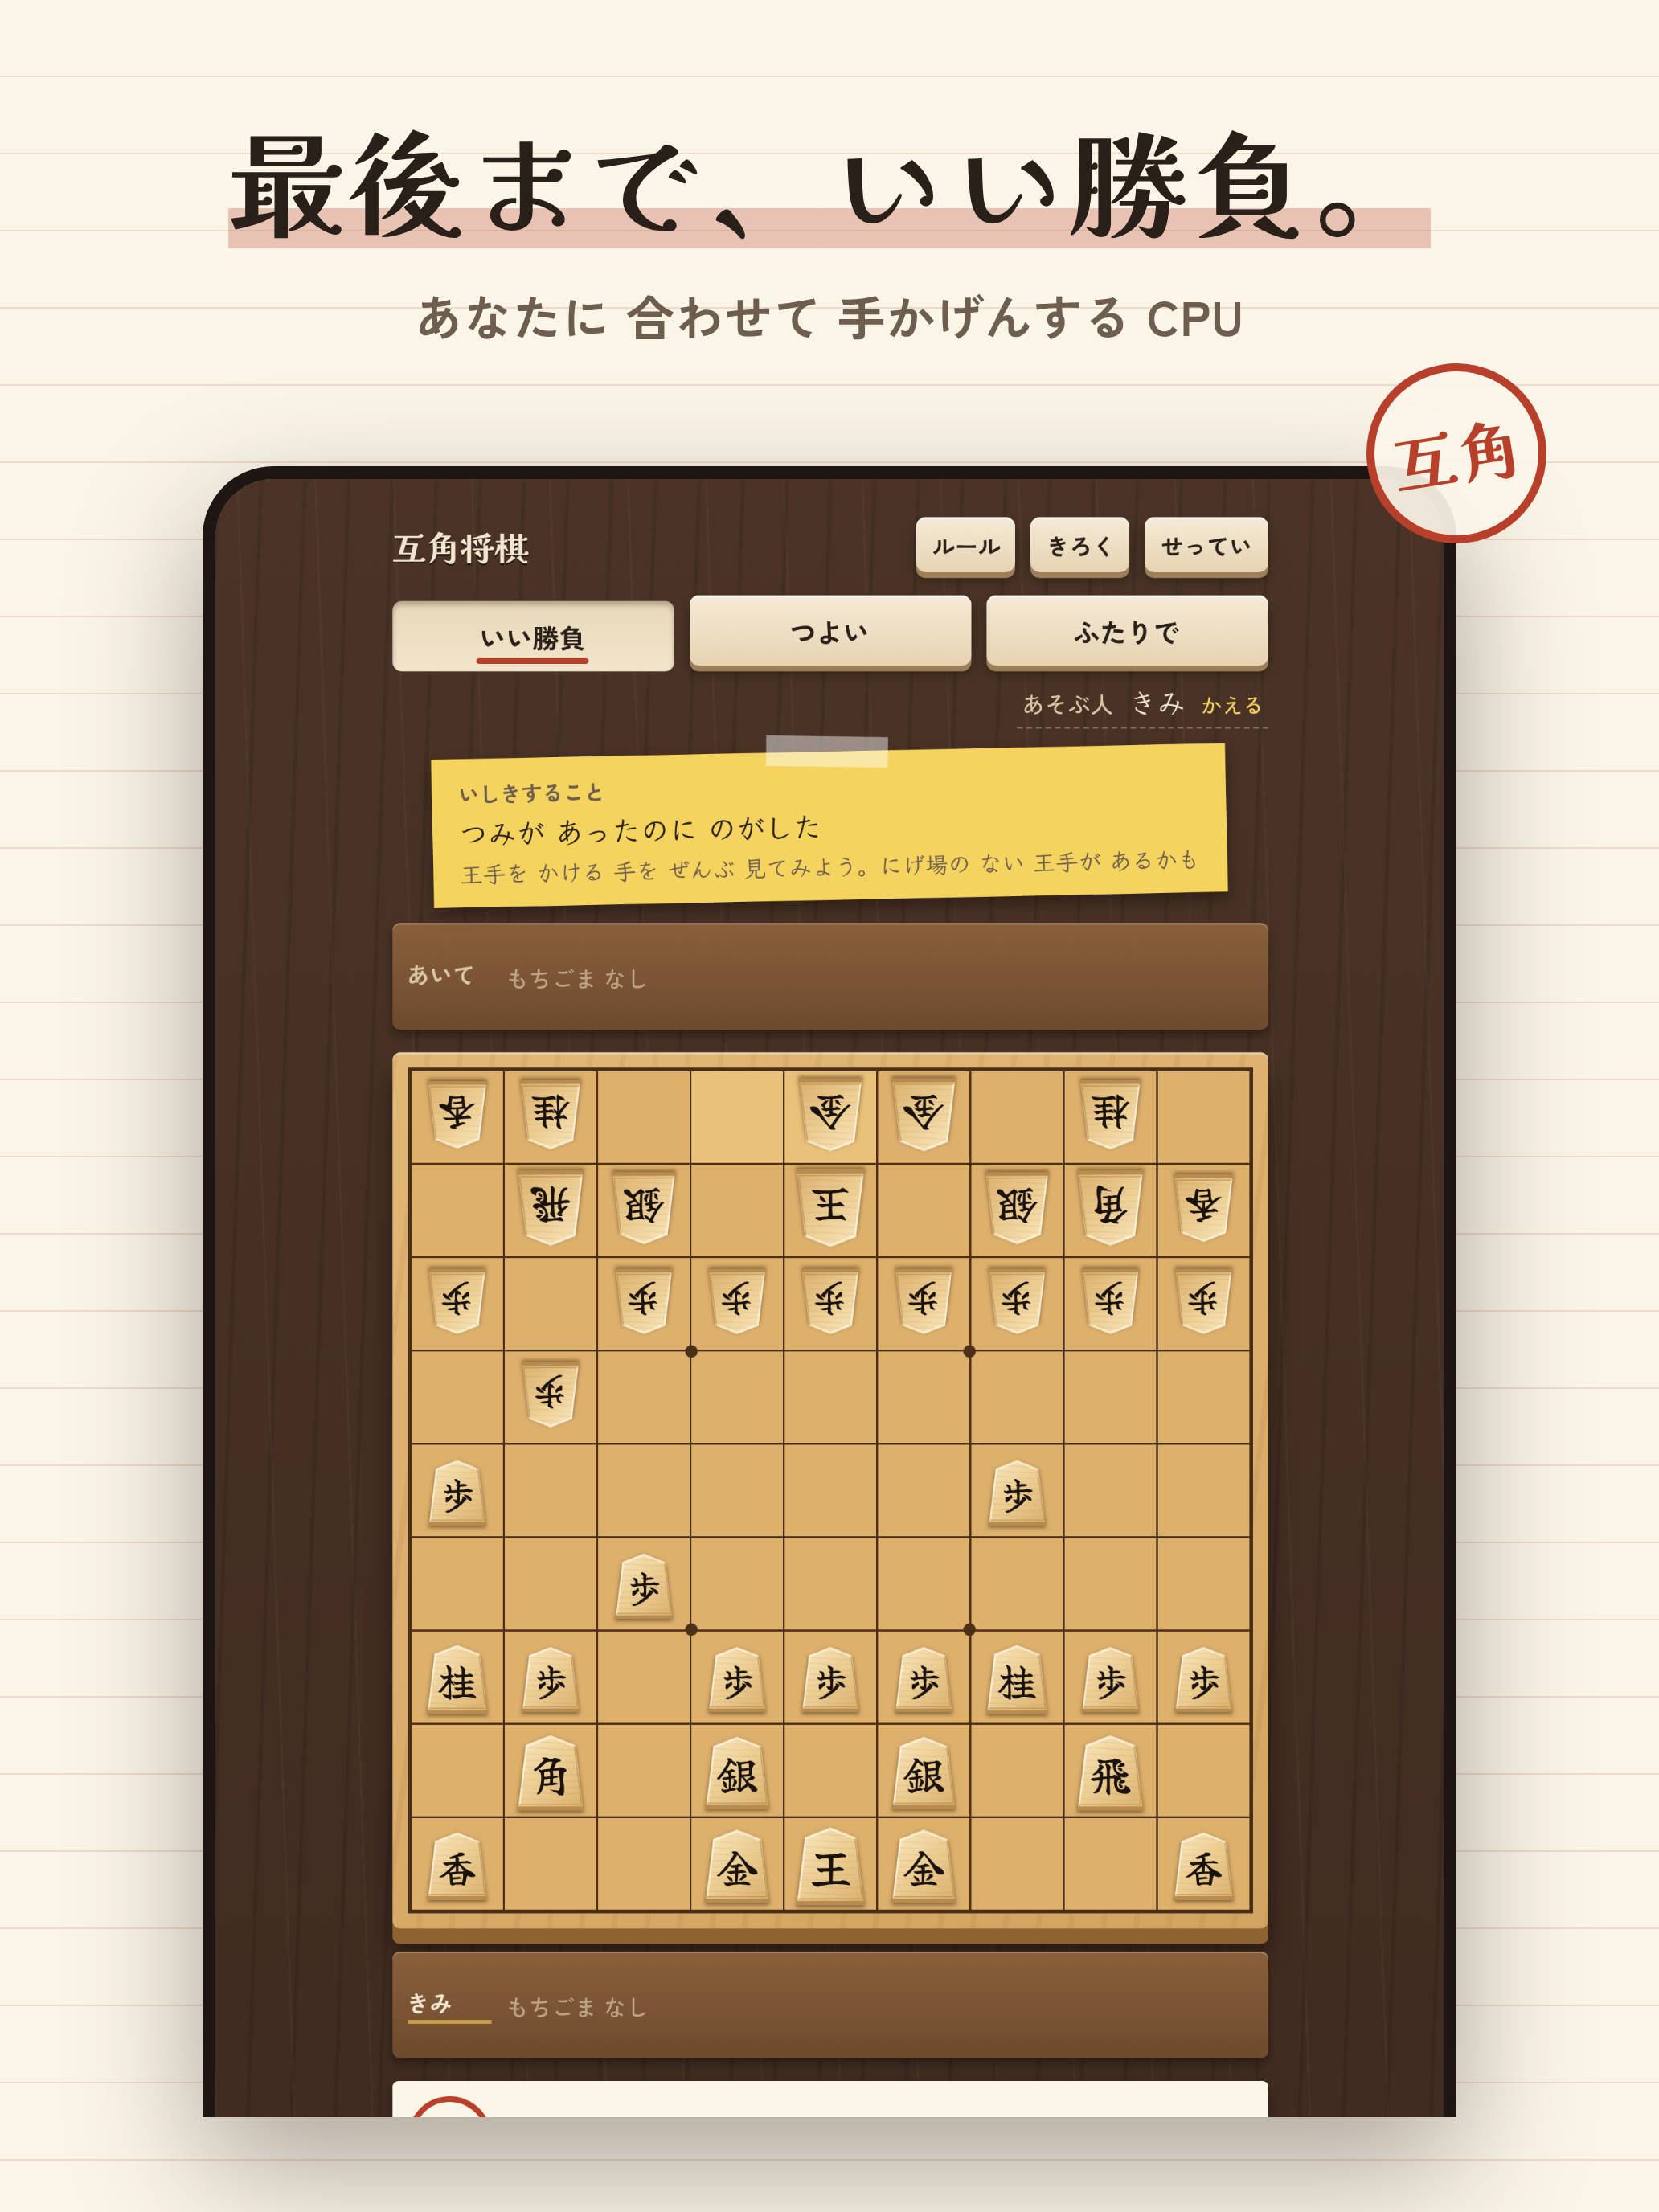 最後まで、いい勝負。
あなたに 合わせて 手かげんする CPU
互角
互角将棋 ルール きろく せってい
いい勝負 つよい ふたりで
あそぶ人 きみ かえる
いしきすること
つみが あったのに のがした
王手を かける 手を ぜんぶ 見てみよう。にげ場の ない 王手が あるかも
あいて もちごま なし
香 桂 金 金 桂
飛 銀 王 銀 角 香
歩 歩 歩 歩 歩 歩 歩 歩
歩
歩 歩
歩
桂 歩 歩 歩 歩 桂 歩 歩
角 銀 銀 飛
香 金 王 金 香
きみ もちごま なし